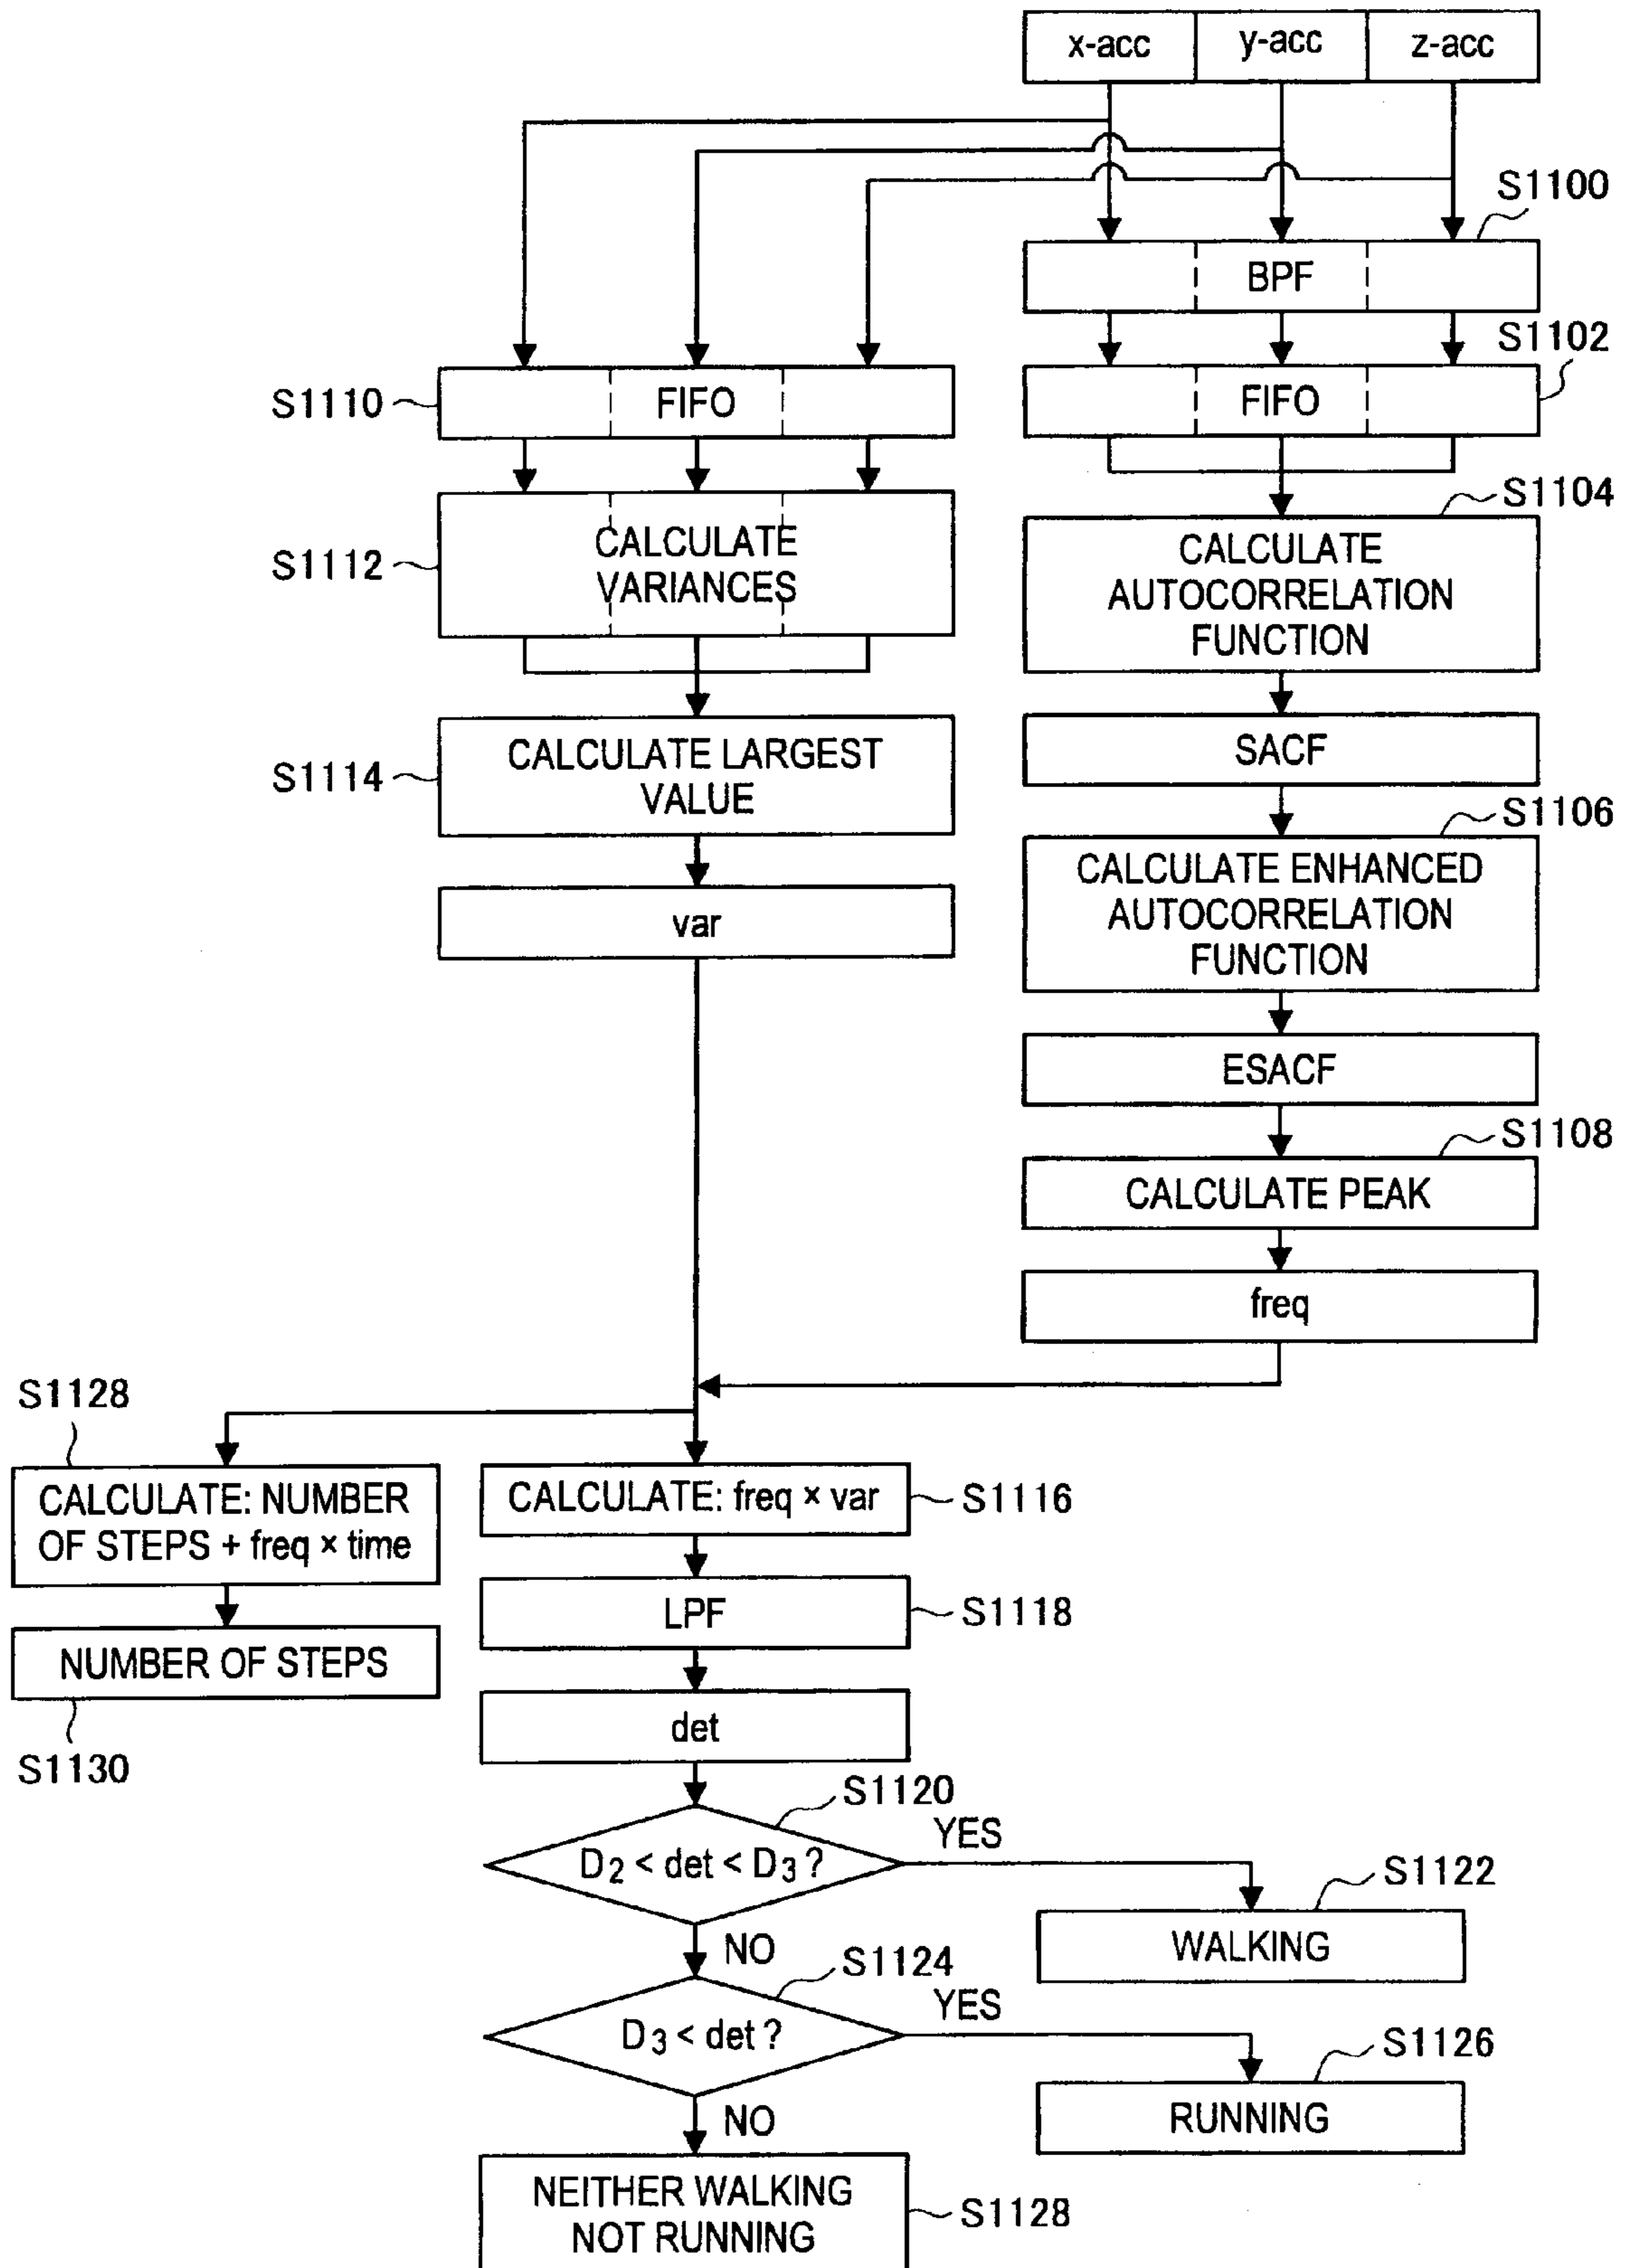 x-acc y-acc z-acc
S1100
BPF
S1102
S1110
FIFO
FIFO
S1104
S1112
CALCULATE
VARIANCES
CALCULATE
AUTOCORRELATION
FUNCTION
S1114
CALCULATE LARGEST
VALUE
SACF
S1106
var
CALCULATE ENHANCED
AUTOCORRELATION
FUNCTION
ESACF
S1108
CALCULATE PEAK
freq
S1128
CALCULATE: NUMBER
OF STEPS + freq × time
CALCULATE: freq × var
S1116
LPF
S1118
NUMBER OF STEPS
S1130
det
S1120
D2 < det < D3 ?
YES
S1122
WALKING
NO
S1124
D3 < det ?
YES
S1126
RUNNING
NO
NEITHER WALKING
NOT RUNNING
S1128